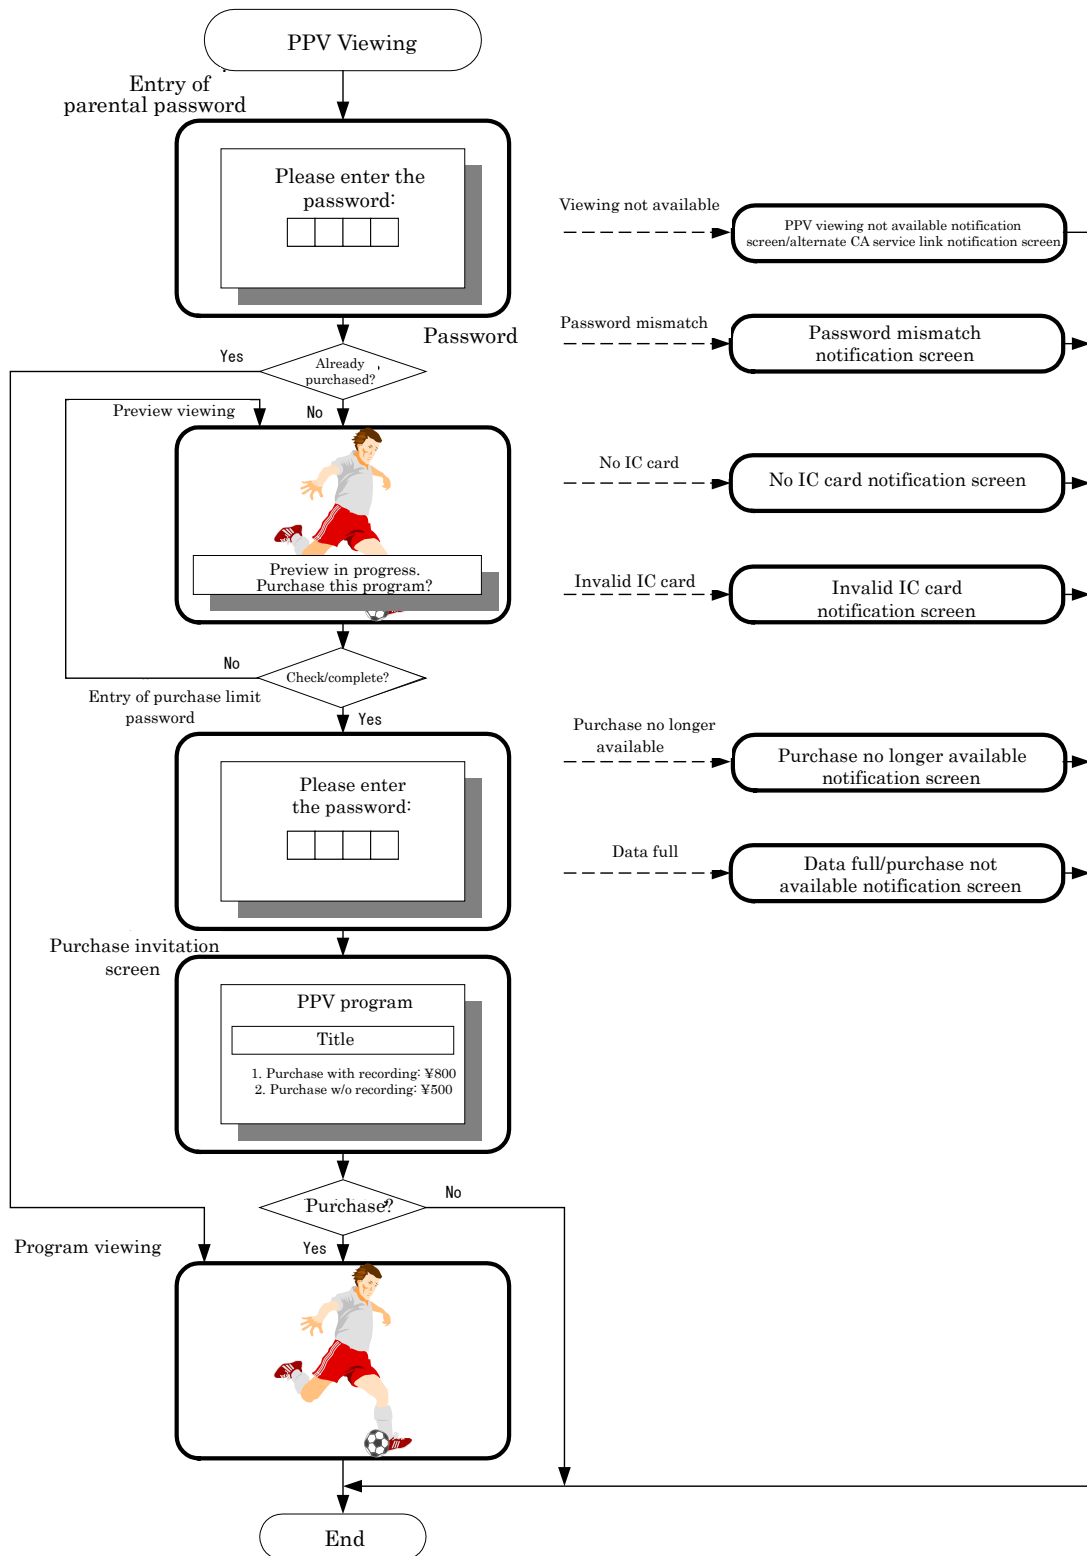 PPV Viewing
Entry of
parental password
Please enter the
password:
Password
Yes
Already
purchased?
No
Preview viewing
Preview in progress.
Purchase this program?
No
Check/complete?
Entry of purchase limit
password
Yes
Please enter
the password:
Purchase invitation
screen
PPV program
Title
1. Purchase with recording: ¥800
2. Purchase w/o recording: ¥500
Purchase?
No
Yes
Program viewing
End
Viewing not available
PPV viewing not available notification
screen/alternate CA service link notification screen
Password mismatch
Password mismatch
notification screen
No IC card
No IC card notification screen
Invalid IC card
Invalid IC card
notification screen
Purchase no longer
available
Purchase no longer available
notification screen
Data full
Data full/purchase not
available notification screen